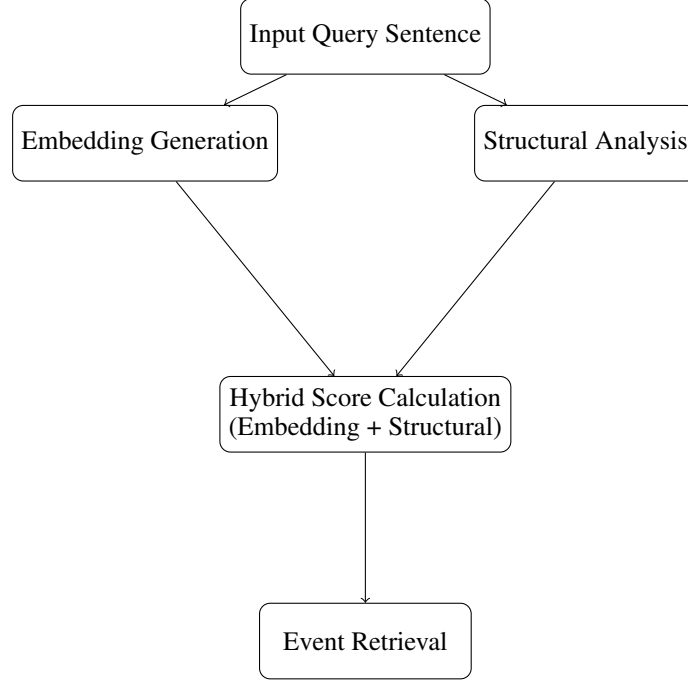 Input Query Sentence
Embedding Generation
Structural Analysis
Hybrid Score Calculation
(Embedding + Structural)
Event Retrieval